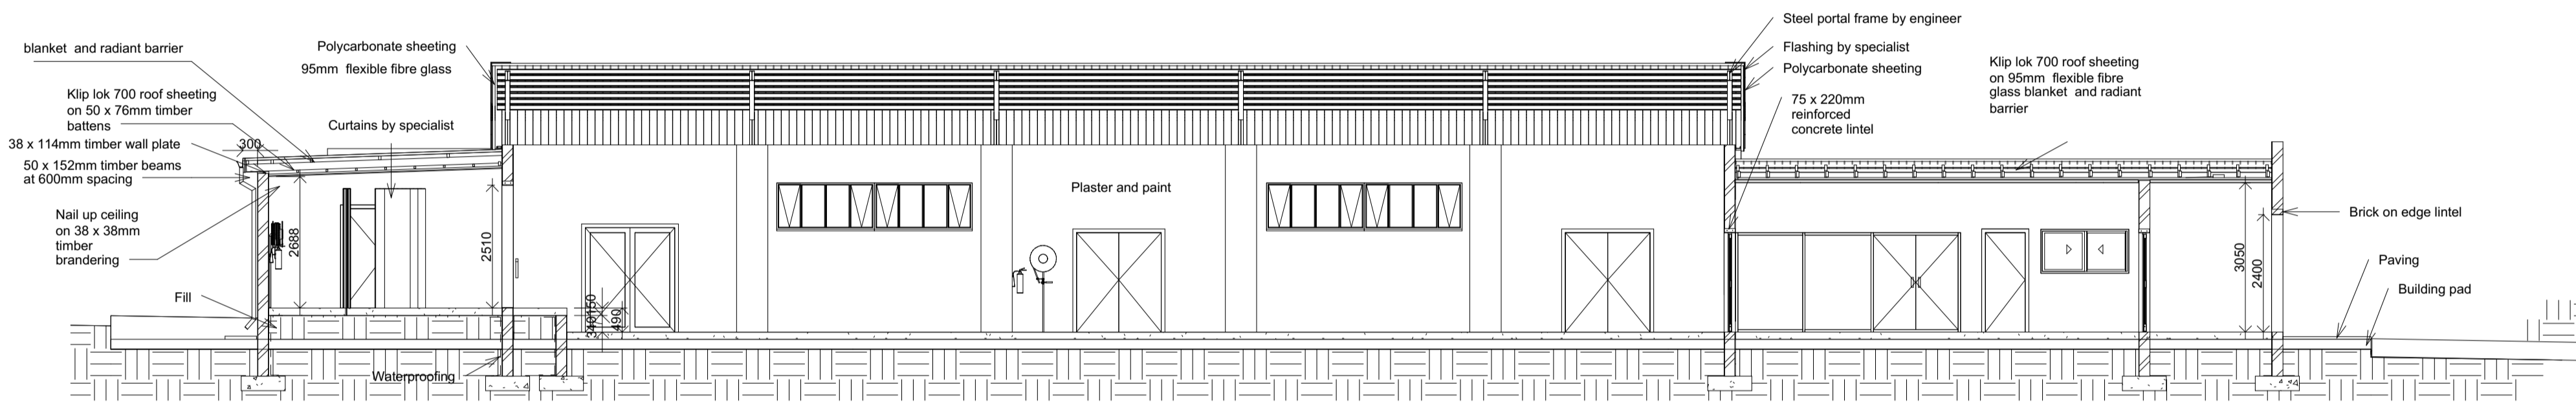 blanket  and radiant barrier
Polycarbonate sheeting
95mm  flexible fibre glass
Klip lok 700 roof sheeting
on 50 x 76mm timber
battens
38 x 114mm timber wall plate
50 x 152mm timber beams
at 600mm spacing
Nail up ceiling
on 38 x 38mm
timber
brandering
Fill
Curtains by specialist
300
2688
2510
Waterproofing
340
150
490
Plaster and paint
Steel portal frame by engineer
Flashing by specialist
Polycarbonate sheeting
75 x 220mm
reinforced
concrete lintel
Klip lok 700 roof sheeting
on 95mm  flexible fibre
glass blanket  and radiant
barrier
Brick on edge lintel
3050
2400
Paving
Building pad